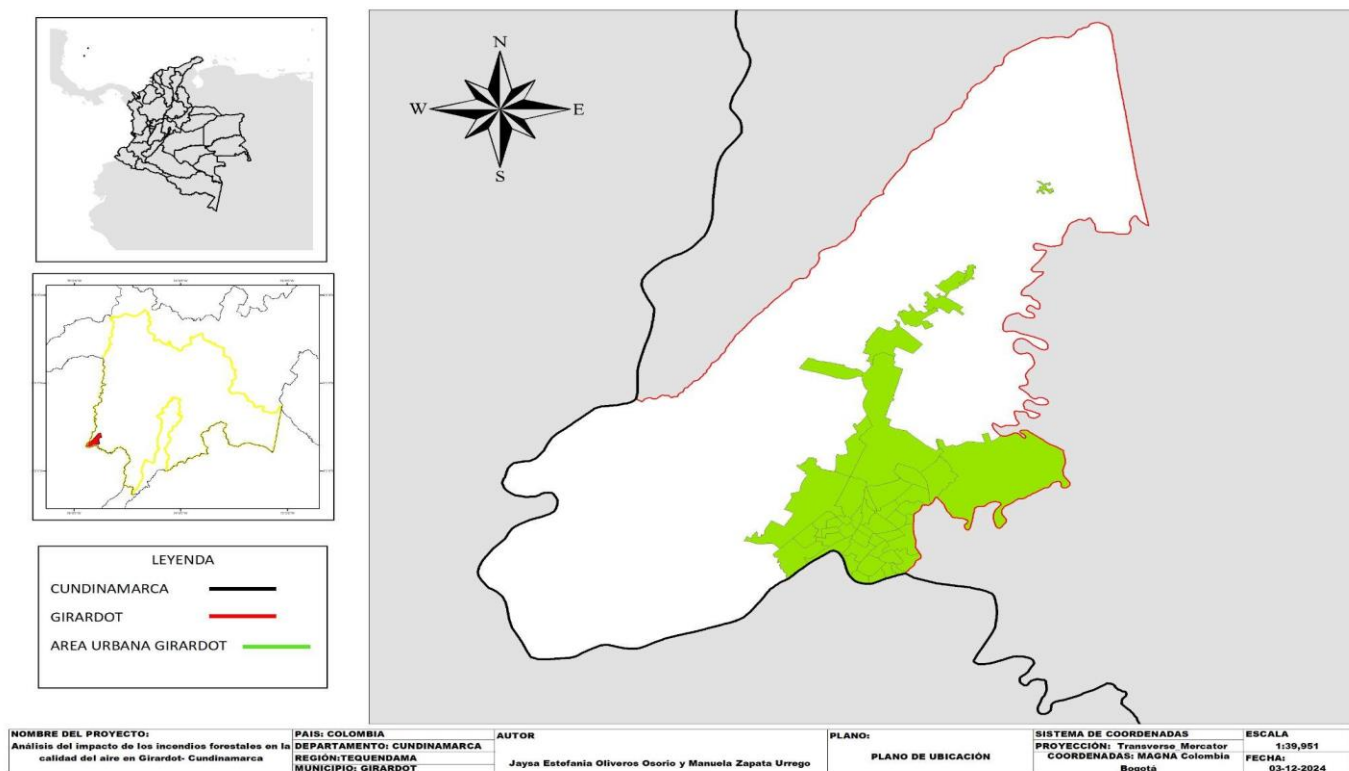 N
W
E
S
LEYENDA
CUNDINAMARCA
GIRARDOT
AREA URBANA GIRARDOT
NOMBRE DEL PROYECTO:
Análisis del impacto de los incendios forestales en la
calidad del aire en Girardot- Cundinamarca
PAIS: COLOMBIA
DEPARTAMENTO: CUNDINAMARCA
REGIÓN:TEQUENDAMA
MUNICIPIO: GIRARDOT
AUTOR
Jaysa Estefania Oliveros Osorio y Manuela Zapata Urrego
PLANO:
PLANO DE UBICACIÓN
SISTEMA DE COORDENADAS
PROYECCIÓN: Transverso_Mercator
COORDENADAS: MAGNA Colombia
Bogotá
ESCALA
1:39,951
FECHA:
03-12-2024